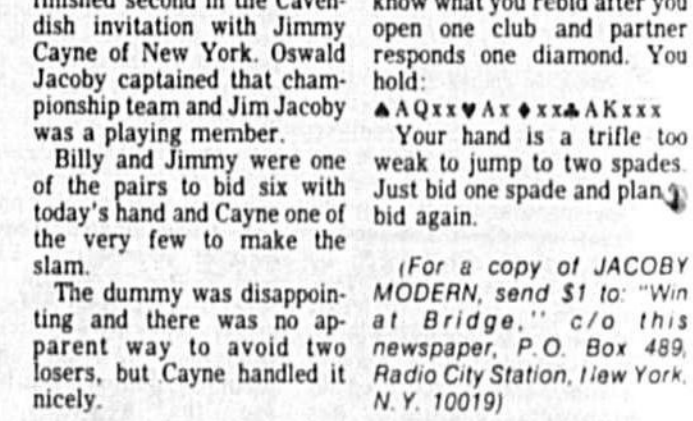 finished second in the Caven-
dish invitation with Jimmy
Cayne of New York. Oswald
Jacoby captained that cham-
pionship team and Jim Jacoby
was a playing member.
Billy and Jimmy were one
of the pairs to bid six with
today's hand and Cayne one of
the very few to make the
slam.
The dummy was disappoin-
ting and there was no ap-
parent way to avoid two
losers, but Cayne handled it
nicely.
know what you rebid after you
open one club and partner
responds one diamond. You
hold:
♠AQxx♥Ax♦xx♣AKxxx
Your hand is a trifle too
weak to jump to two spades.
Just bid one spade and plan
bid again.
(For a copy of JACOBY
MODERN, send $1 to: "Win
at Bridge," c/o this
newspaper, P.O. Box 489,
Radio City Station, New York,
N.Y. 10019)